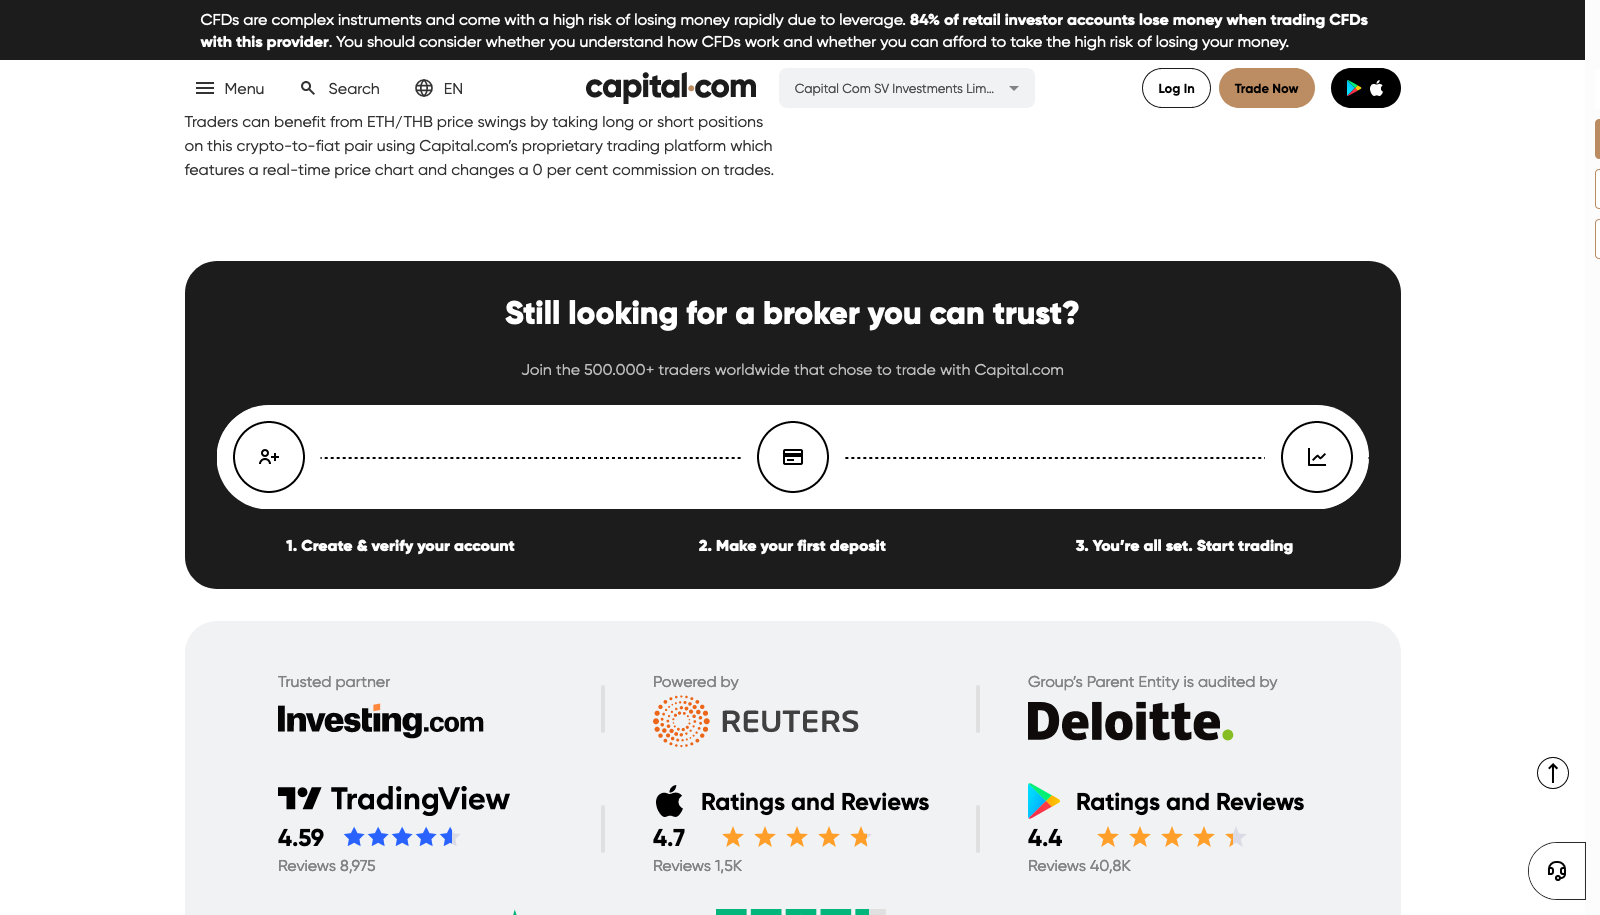 CFDs are complex instruments and come with a high risk of losing money rapidly due to leverage. 84% of retail investor accounts lose money when trading CFDs
with this provider. You should consider whether you understand how CFDs work and whether you can afford to take the high risk of losing your money.
Menu
Search
EN
capital.com
Capital Com SV Investments Lim...
Log In
Trade Now
Traders can benefit from ETH/THB price swings by taking long or short positions
on this crypto-to-fiat pair using Capital.com's proprietary trading platform which
features a real-time price chart and changes a 0 per cent commission on trades.
Still looking for a broker you can trust?
Join the 500.000+ traders worldwide that chose to trade with Capital.com
1. Create & verify your account
2. Make your first deposit
3. You're all set. Start trading
Trusted partner
Investing.com
Powered by
REUTERS
Group's Parent Entity is audited by
Deloitte.
TradingView
4.59
Reviews 8,975
Ratings and Reviews
4.7
Reviews 1,5K
Ratings and Reviews
4.4
Reviews 40,8K